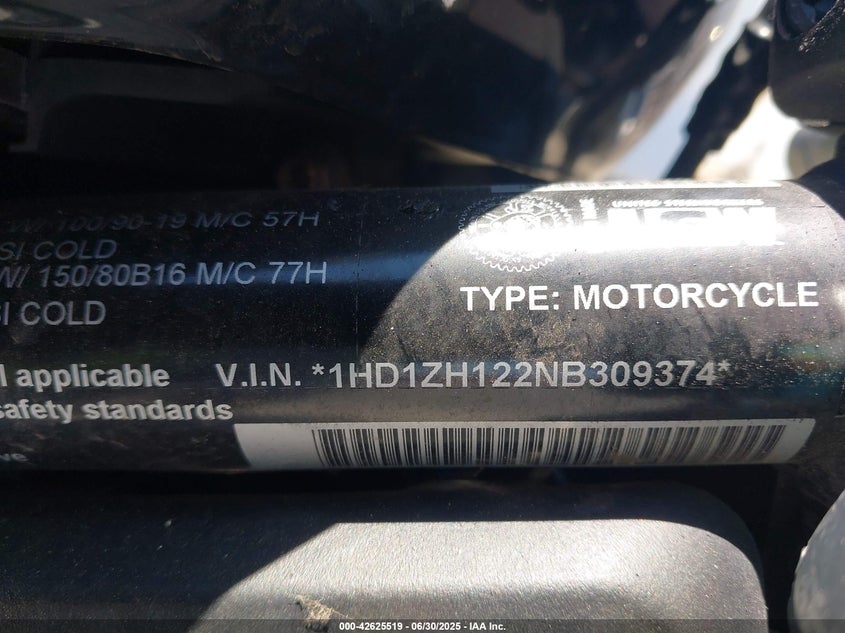 W/ 100/90-19 M/C 57H
SI COLD
W/ 150/80B16 M/C 77H
SI COLD
TYPE: MOTORCYCLE
applicable
V.I.N. *1HD1ZH122NB309374*
safety standards
000-42625519 - 06/30/2025 - IAA Inc.